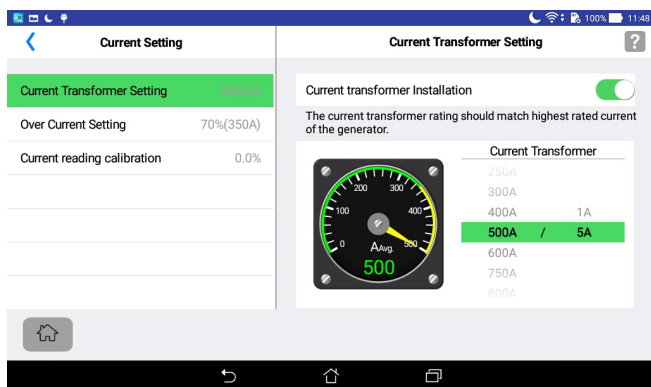 100% 11:48
Current Setting
Current Transformer Setting
?
Current Transformer Setting 500/5A
Over Current Setting 70%(350A)
Current reading calibration 0.0%
Current transformer Installation
The current transformer rating should match highest rated current
of the generator.
0 100 200 300 400 500
AAvg.
500
Current Transformer
250A
300A
400A 1A
500A / 5A
600A
750A
800A